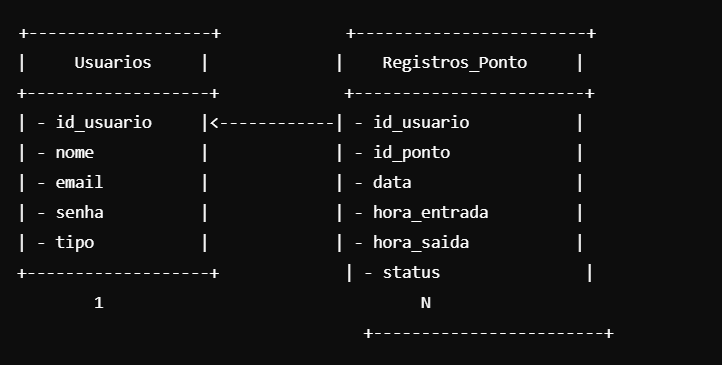 +-------------------+             +------------------------+
|     Usuarios     |             |    Registros_Ponto     |
+-------------------+             +------------------------+
| - id_usuario     |<------------| - id_usuario           |
| - nome           |             | - id_ponto             |
| - email          |             | - data                 |
| - senha          |             | - hora_entrada         |
| - tipo           |             | - hora_saida           |
+-------------------+             | - status               |
        1                                 N
                                    +------------------------+